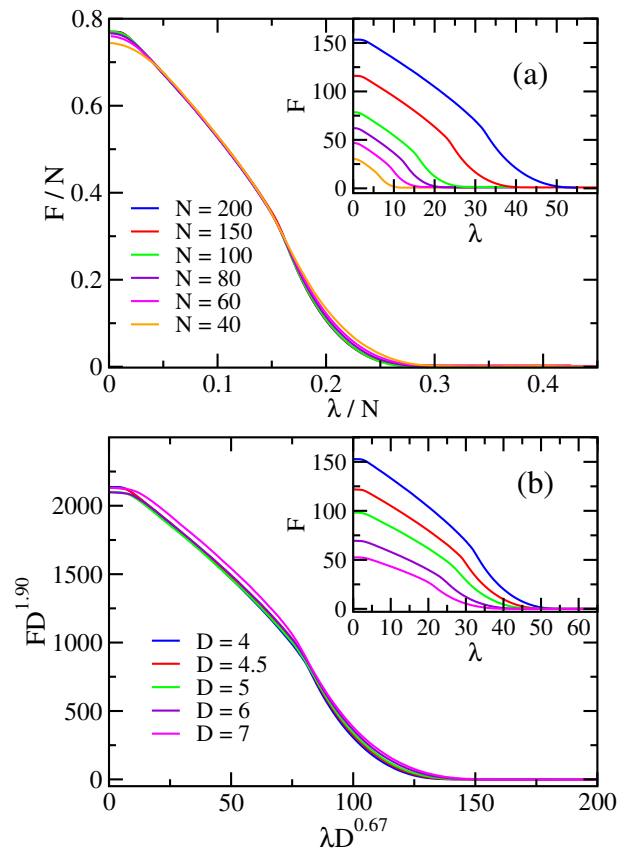 0.8
0.6
0.4
0.2
0
F / N
0 0.1 0.2 0.3 0.4
λ / N
N = 200
N = 150
N = 100
N = 80
N = 60
N = 40
(a)
150
100
50
0
F
0 10 20 30 40 50
λ
2000
1500
1000
500
0
FD^1.90
0 50 100 150 200
λD^0.67
D = 4
D = 4.5
D = 5
D = 6
D = 7
(b)
150
100
50
0
F
0 10 20 30 40 50 60
λ